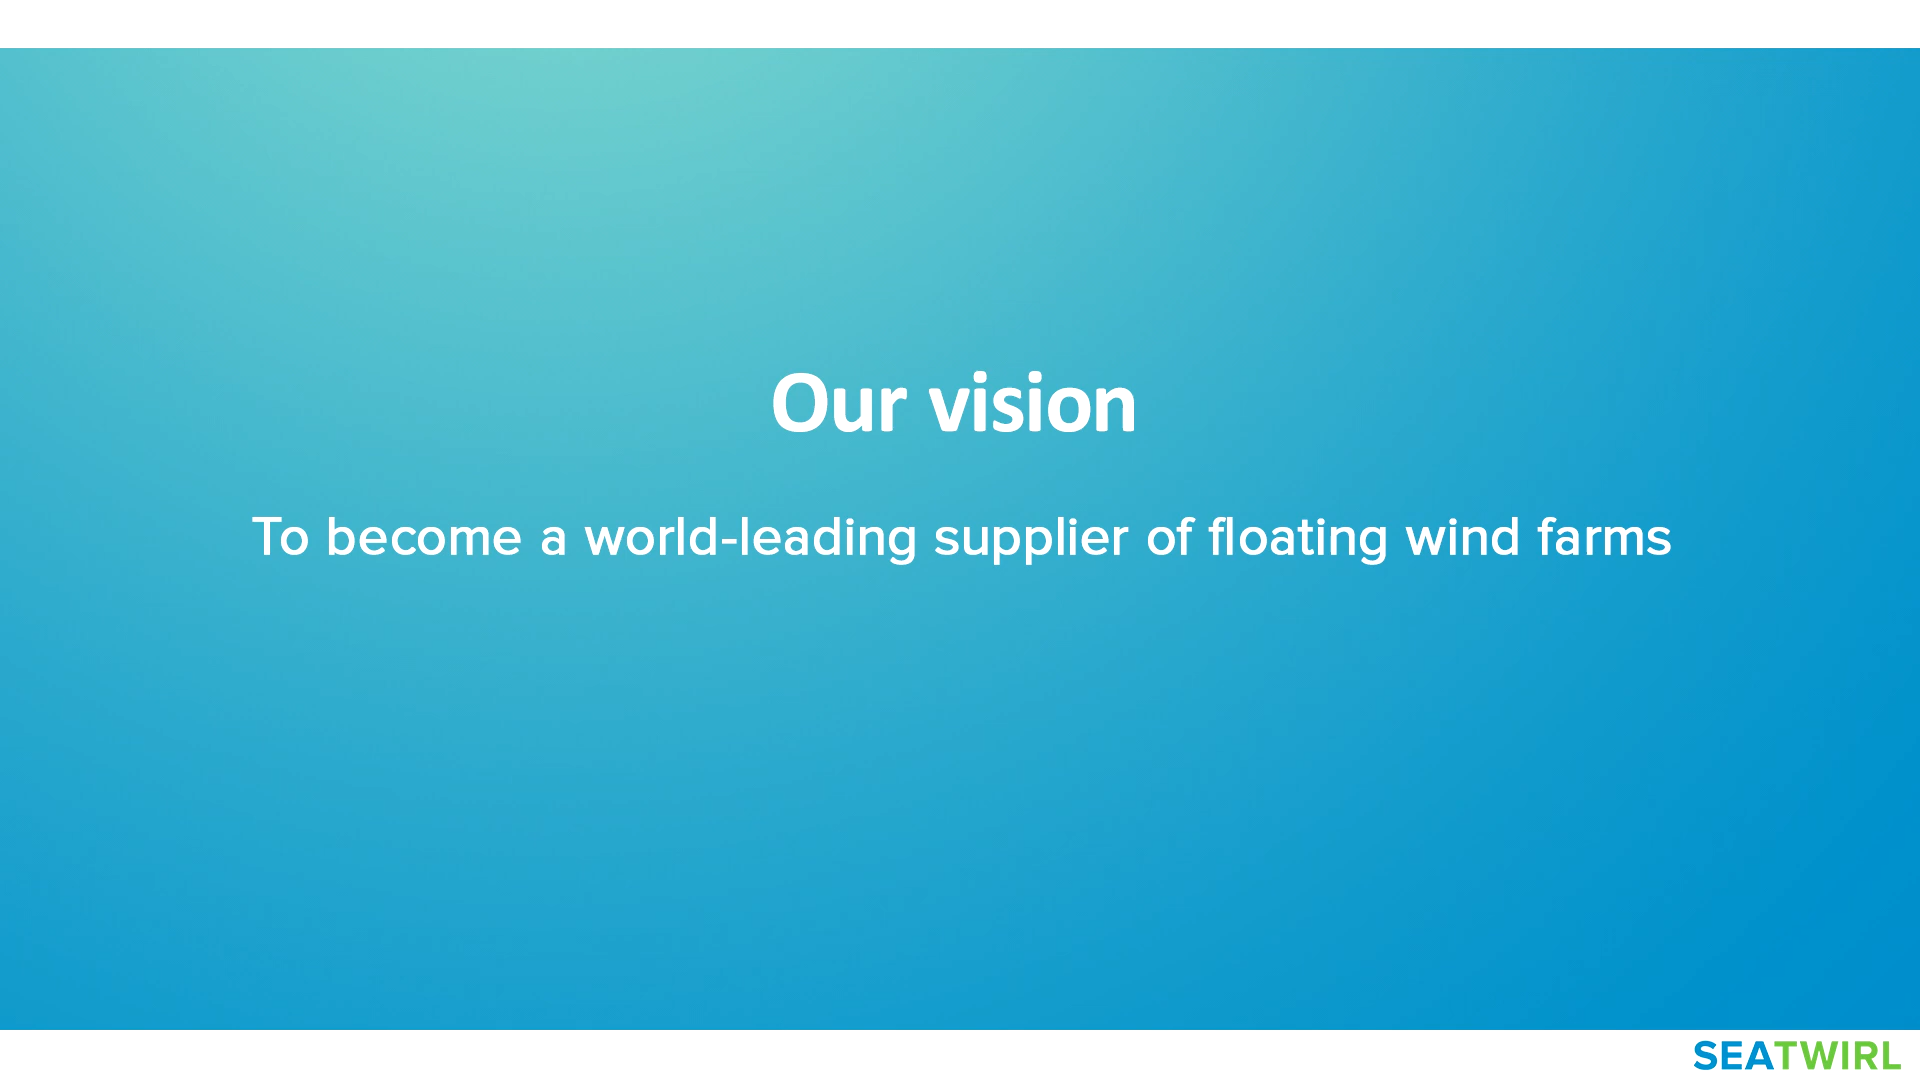 Our vision
To become a world-leading supplier of floating wind farms
SEATWIRL